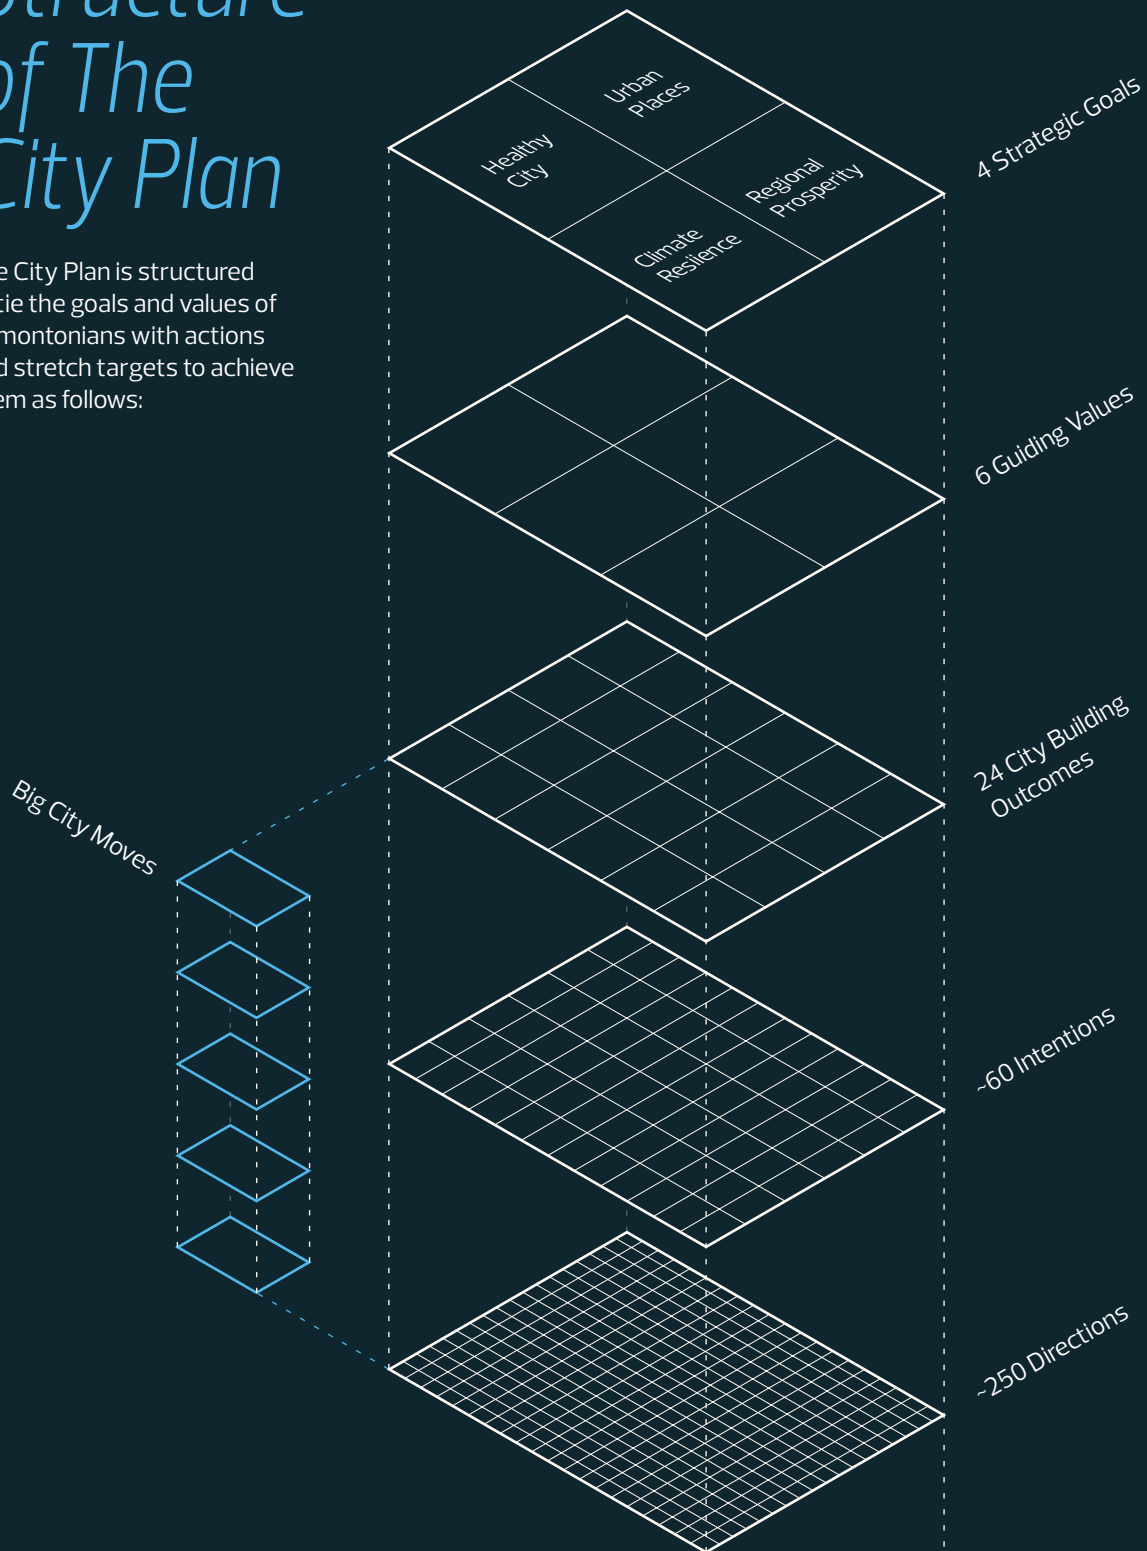 Structure
of The
City Plan
e City Plan is structured
tie the goals and values of
montonians with actions
d stretch targets to achieve
em as follows:
Urban
Places
Healthy
City
Regional
Prosperity
Climate
Resiience
4 Strategic Goals
6 Guiding Values
24 City Building
Outcomes
Big City Moves
~60 Intentions
~250 Directions